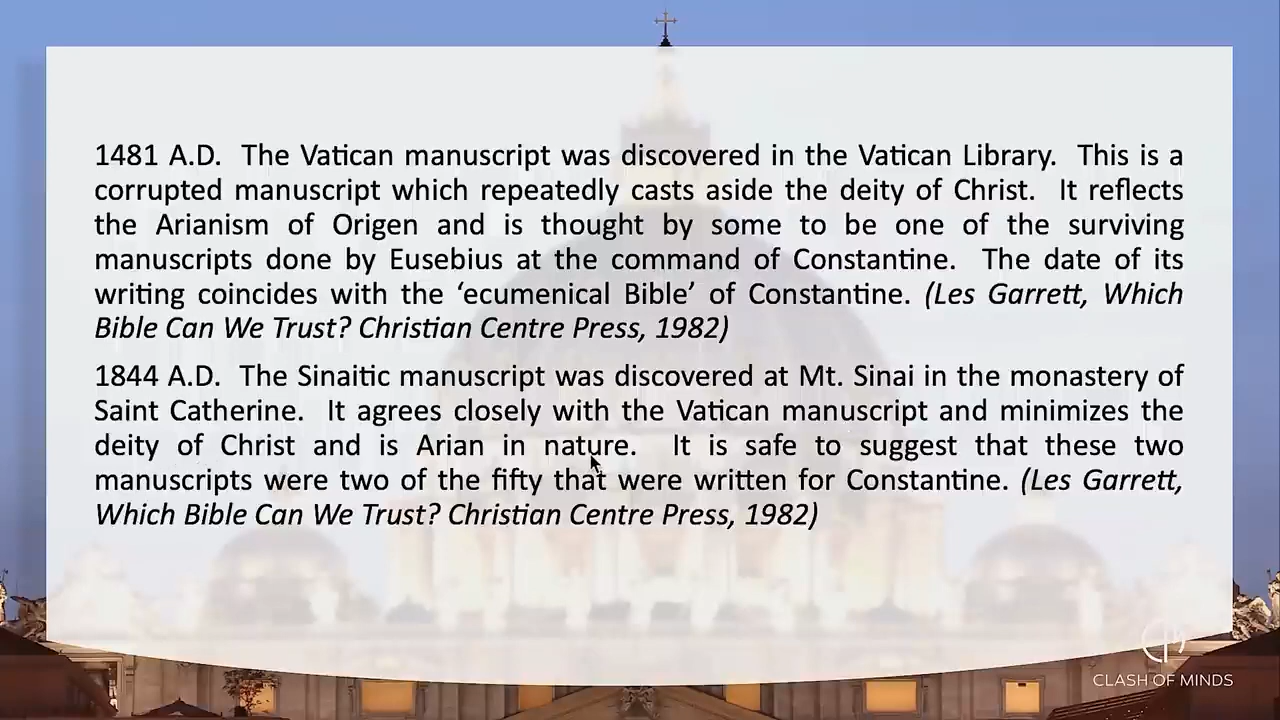 1481 A.D. The Vatican manuscript was discovered in the Vatican Library. This is a
corrupted manuscript which repeatedly casts aside the deity of Christ. It reflects
the Arianism of Origen and is thought by some to be one of the surviving
manuscripts done by Eusebius at the command of Constantine. The date of its
writing coincides with the ‘ecumenical Bible’ of Constantine. (Les Garrett, Which
Bible Can We Trust? Christian Centre Press, 1982)
1844 A.D. The Sinaitic manuscript was discovered at Mt. Sinai in the monastery of
Saint Catherine. It agrees closely with the Vatican manuscript and minimizes the
deity of Christ and is Arian in nature. It is safe to suggest that these two
manuscripts were two of the fifty that were written for Constantine. (Les Garrett,
Which Bible Can We Trust? Christian Centre Press, 1982)
CLASH OF MINDS